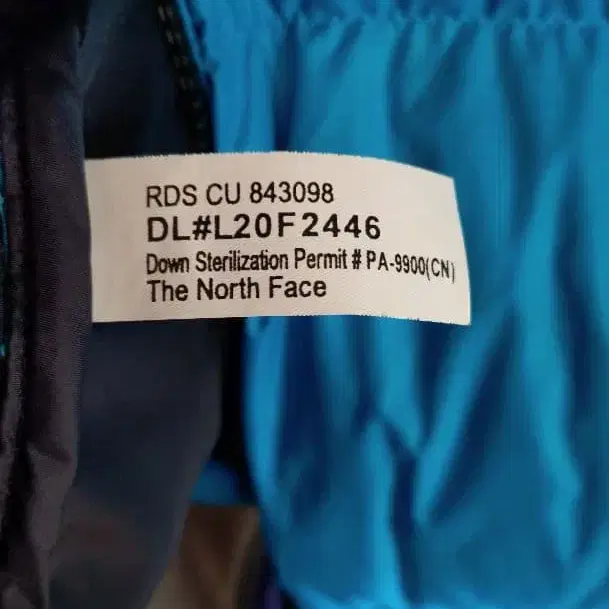 RDS CU 843098
DL#L20F2446
Down Sterilization Permit # PA-9900(CN)
The North Face